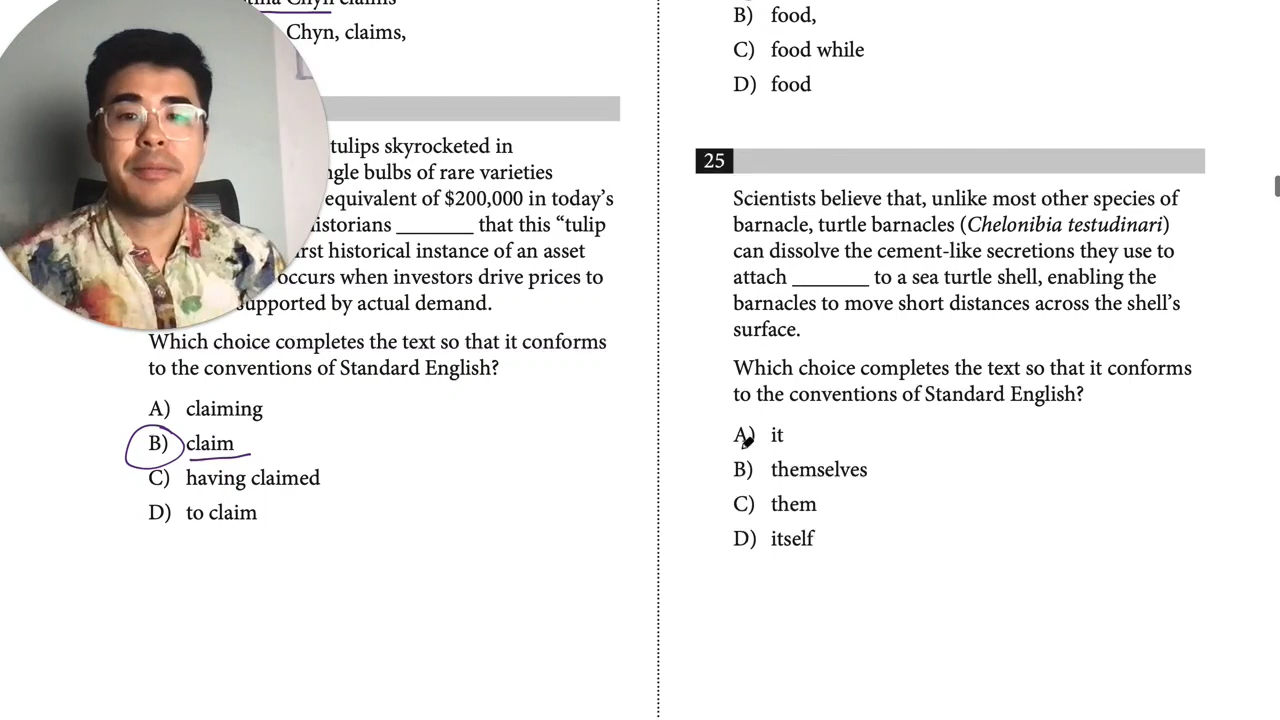 Chyn claims
Chyn, claims,
tulips skyrocketed in
bulbs of rare varieties
equivalent of $200,000 in today's
_______ that this "tulip
historical instance of an asset
occurs when investors drive prices to
supported by actual demand.
Which choice completes the text so that it conforms
to the conventions of Standard English?
A) claiming
B) claim
C) having claimed
D) to claim
B) food,
C) food while
D) food
25
Scientists believe that, unlike most other species of
barnacle, turtle barnacles (Chelonibia testudinari)
can dissolve the cement-like secretions they use to
attach _______ to a sea turtle shell, enabling the
barnacles to move short distances across the shell's
surface.
Which choice completes the text so that it conforms
to the conventions of Standard English?
A) it
B) themselves
C) them
D) itself